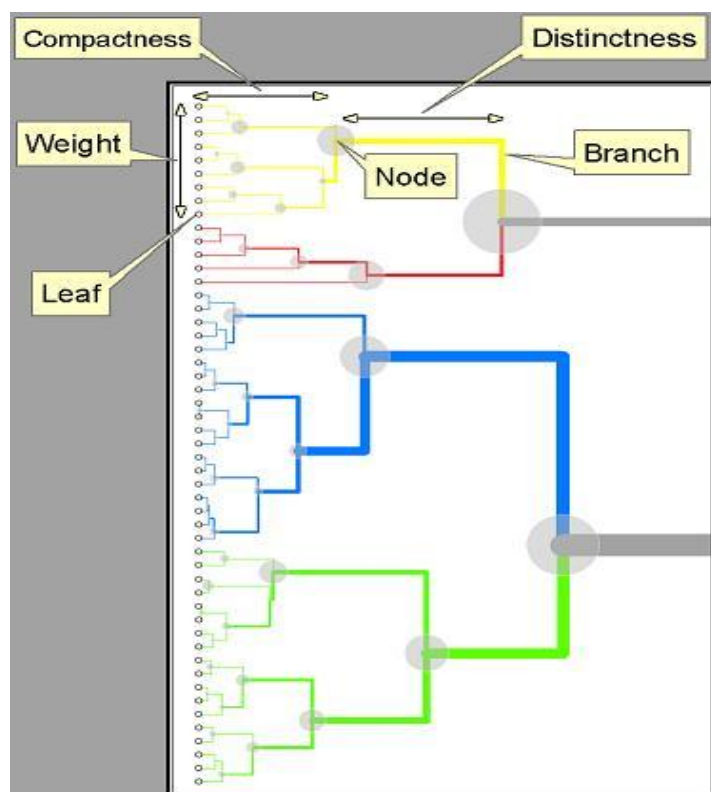 Compactness
Distinctness
Weight
Node
Branch
Leaf